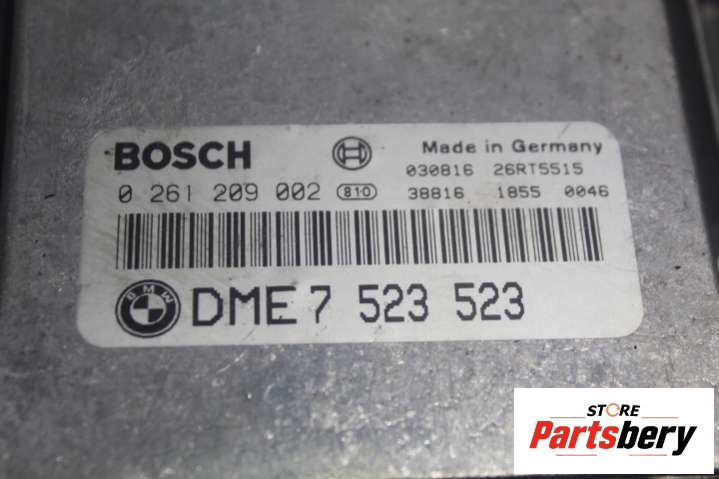 BOSCH
Made in Germany
030816 26RT5515
0 261 209 002 810 38816 1855 0046
BMW DME 7 523 523
STORE
Partsbery